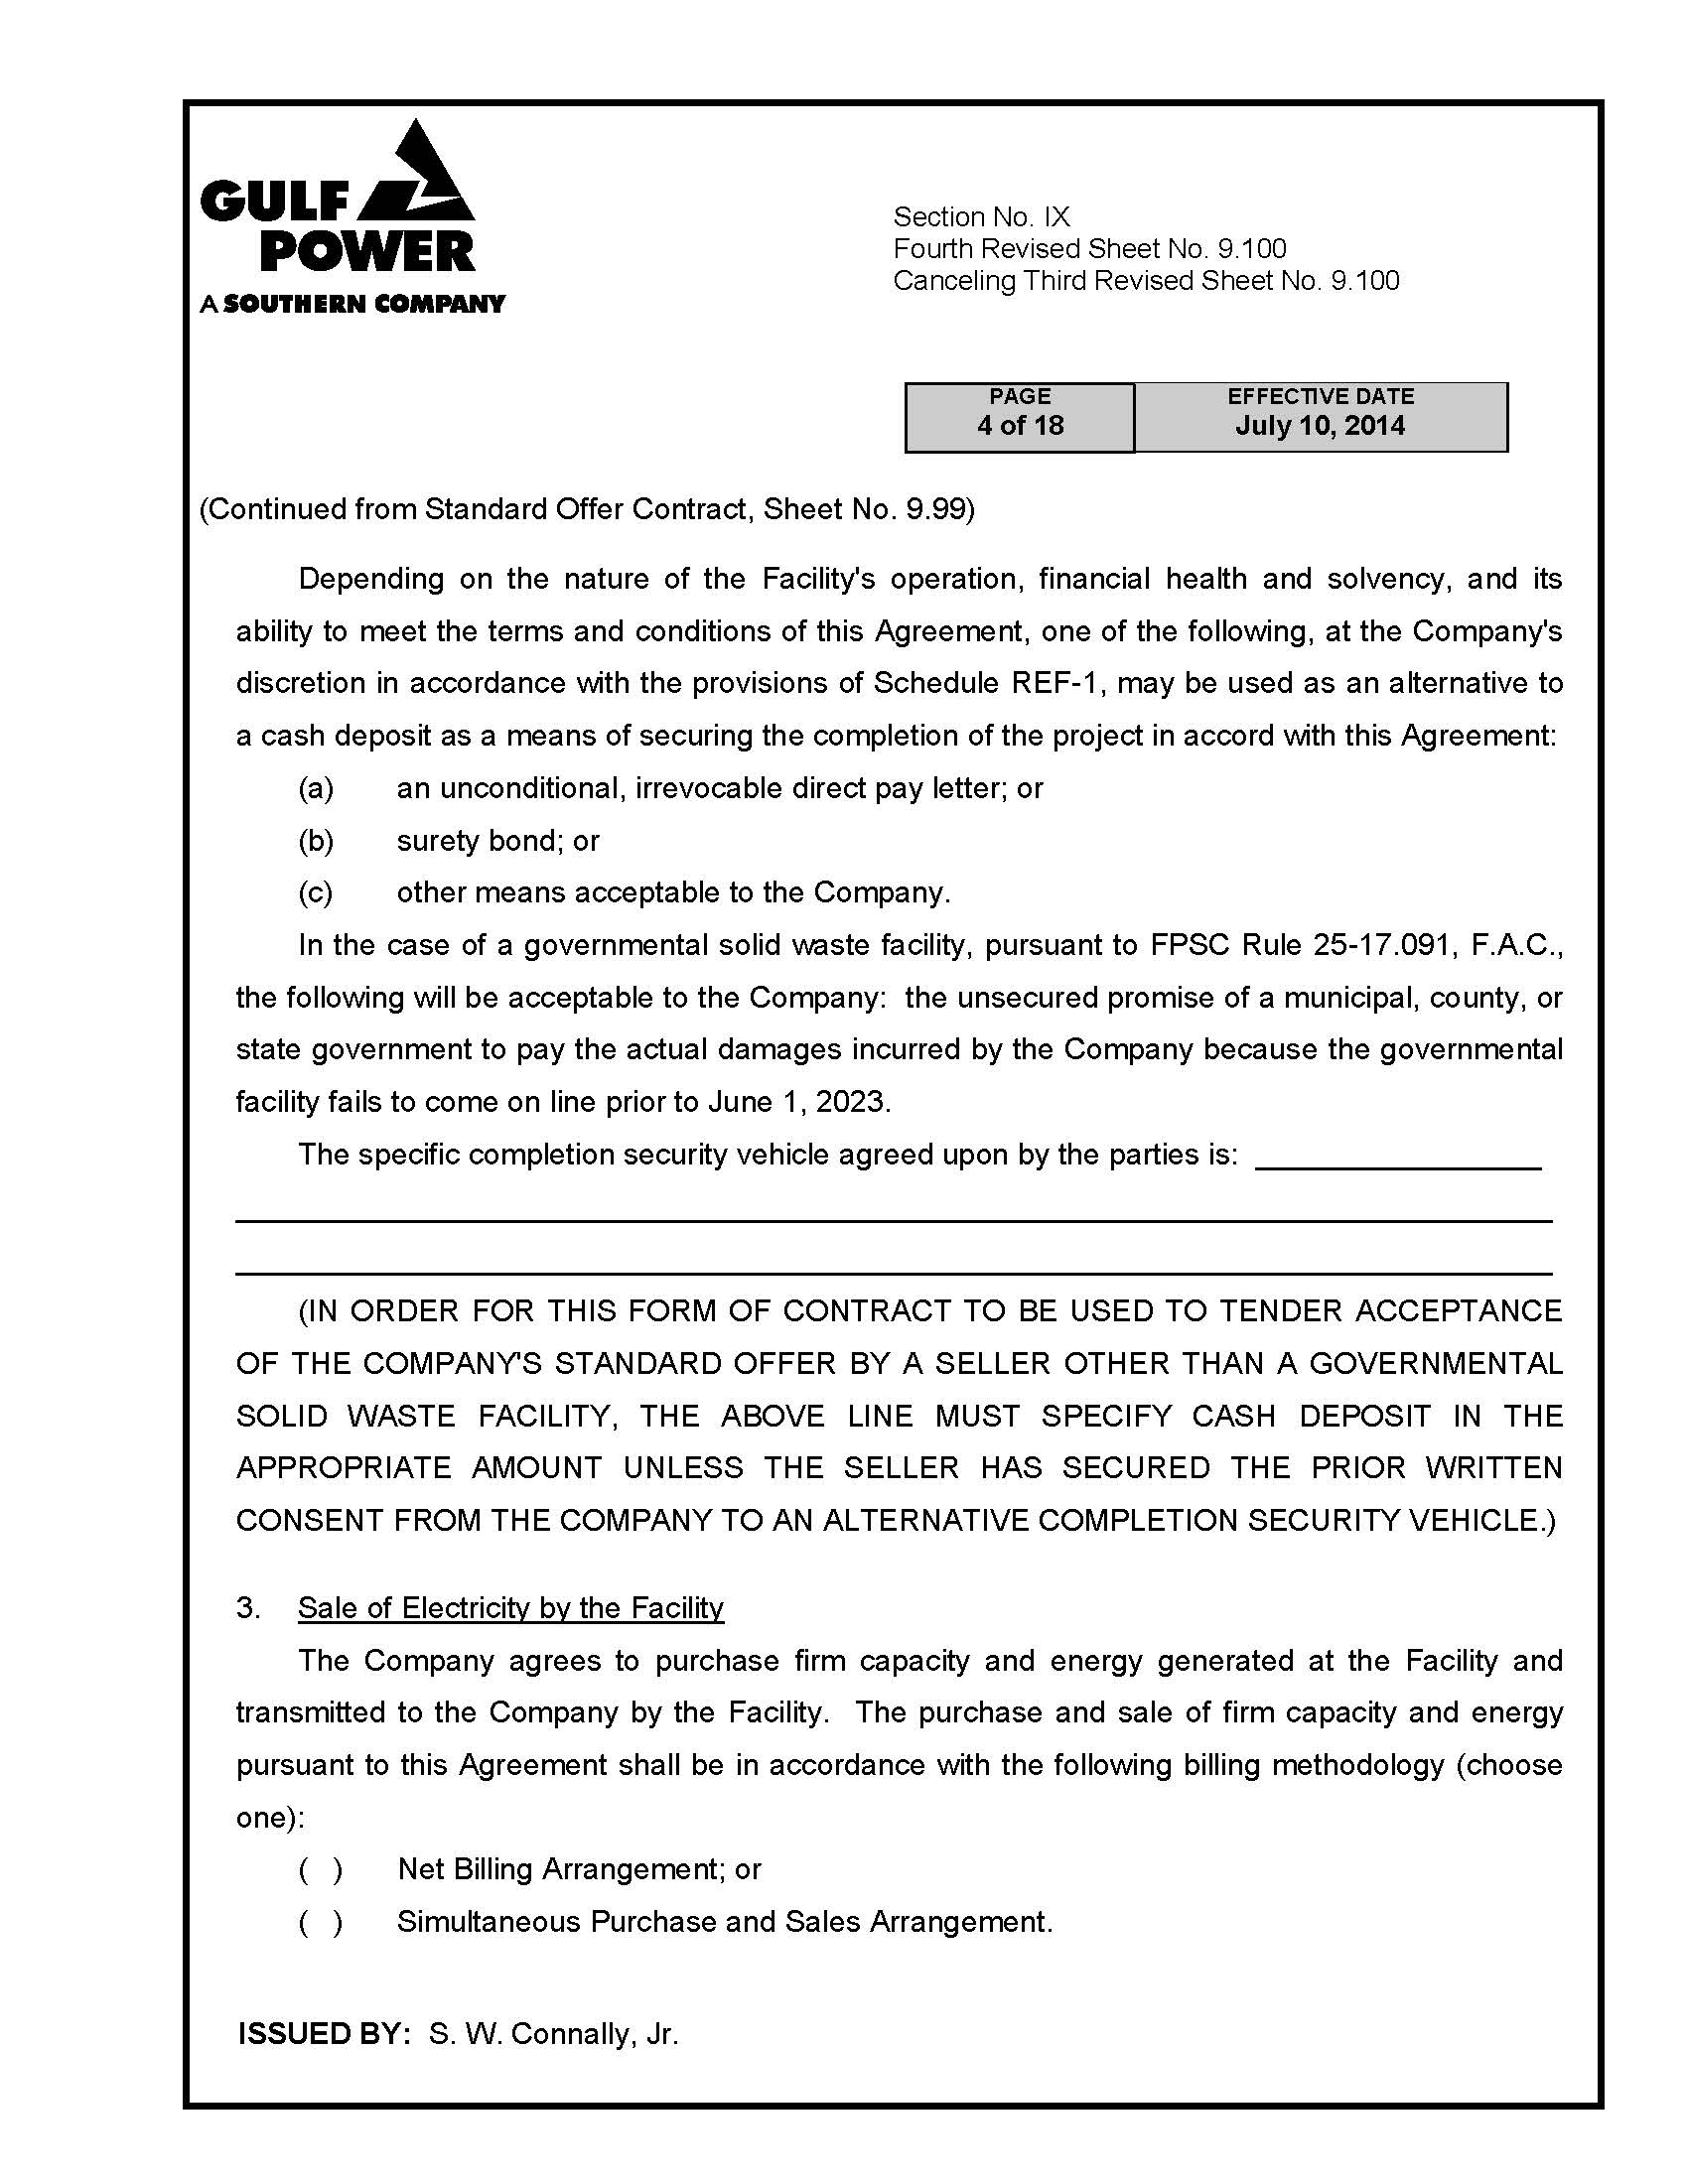 GULF
POWER
A SOUTHERN COMPANY
Section No. IX
Fourth Revised Sheet No. 9.100
Canceling Third Revised Sheet No. 9.100
PAGE
4 of 18
EFFECTIVE DATE
July 10, 2014
(Continued from Standard Offer Contract, Sheet No. 9.99)
Depending on the nature of the Facility's operation, financial health and solvency, and its
ability to meet the terms and conditions of this Agreement, one of the following, at the Company's
discretion in accordance with the provisions of Schedule REF-1, may be used as an alternative to
a cash deposit as a means of securing the completion of the project in accord with this Agreement:
(a) an unconditional, irrevocable direct pay letter; or
(b) surety bond; or
(c) other means acceptable to the Company.
In the case of a governmental solid waste facility, pursuant to FPSC Rule 25-17.091, F.A.C.,
the following will be acceptable to the Company:  the unsecured promise of a municipal, county, or
state government to pay the actual damages incurred by the Company because the governmental
facility fails to come on line prior to June 1, 2023.
The specific completion security vehicle agreed upon by the parties is:
(IN ORDER FOR THIS FORM OF CONTRACT TO BE USED TO TENDER ACCEPTANCE
OF THE COMPANY'S STANDARD OFFER BY A SELLER OTHER THAN A GOVERNMENTAL
SOLID WASTE FACILITY, THE ABOVE LINE MUST SPECIFY CASH DEPOSIT IN THE
APPROPRIATE AMOUNT UNLESS THE SELLER HAS SECURED THE PRIOR WRITTEN
CONSENT FROM THE COMPANY TO AN ALTERNATIVE COMPLETION SECURITY VEHICLE.)
3. Sale of Electricity by the Facility
The Company agrees to purchase firm capacity and energy generated at the Facility and
transmitted to the Company by the Facility.  The purchase and sale of firm capacity and energy
pursuant to this Agreement shall be in accordance with the following billing methodology (choose
one):
( ) Net Billing Arrangement; or
( ) Simultaneous Purchase and Sales Arrangement.
ISSUED BY: S. W. Connally, Jr.